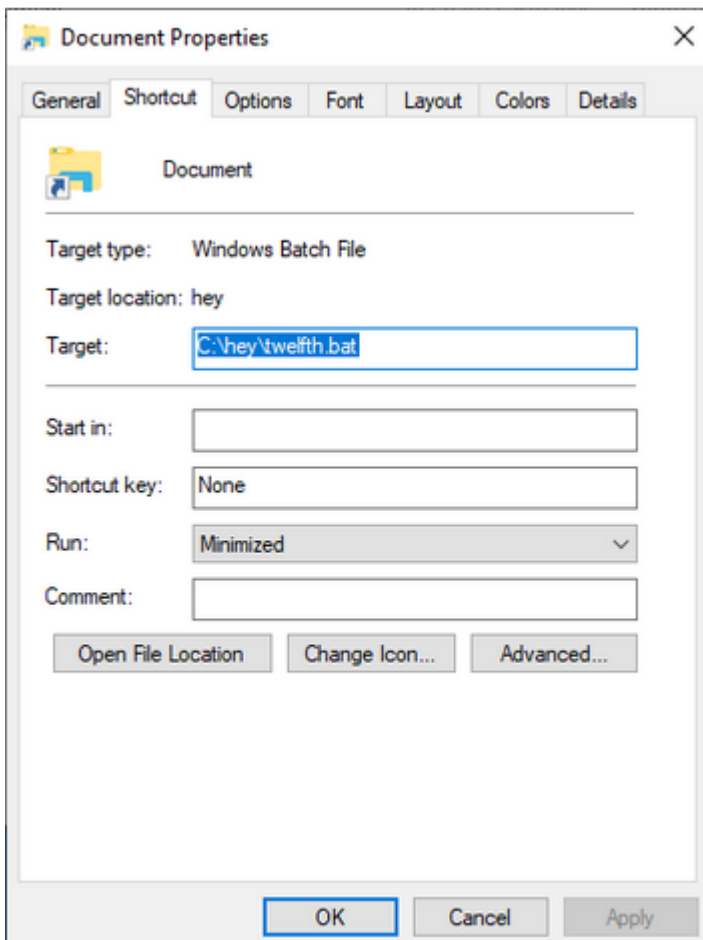 Document Properties
General Shortcut Options Font Layout Colors Details
Document
Target type: Windows Batch File
Target location: hey
Target: C:\hey\twelfth.bat
Start in:
Shortcut key: None
Run: Minimized
Comment:
Open File Location Change Icon... Advanced...
OK Cancel Apply